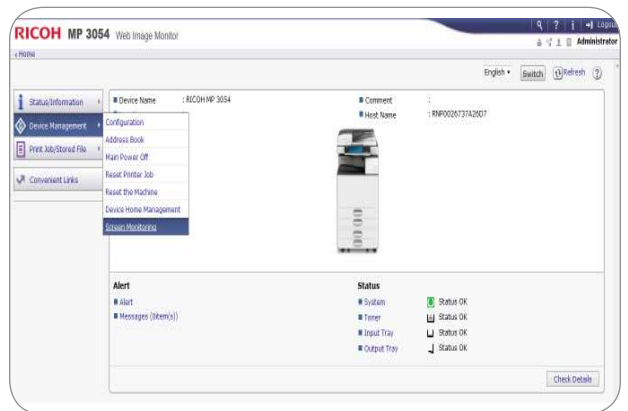 RICOH MP 3054 Web Image Monitor
? i Logout
Administrator
Home
English Switch Refresh ?
Status/Information
Device Management
Print Job/Stored File
Convenient Links
Device Name : RICOH MP 3054
Comment :
Host Name : RNP0026737A26D7
Configuration
Address Book
Main Power Off
Reset Printer Job
Reset the Machine
Device Home Management
Screen Monitoring
Alert
Alert
Messages (0item(s))
Status
System Status OK
Toner Status OK
Input Tray Status OK
Output Tray Status OK
Check Details